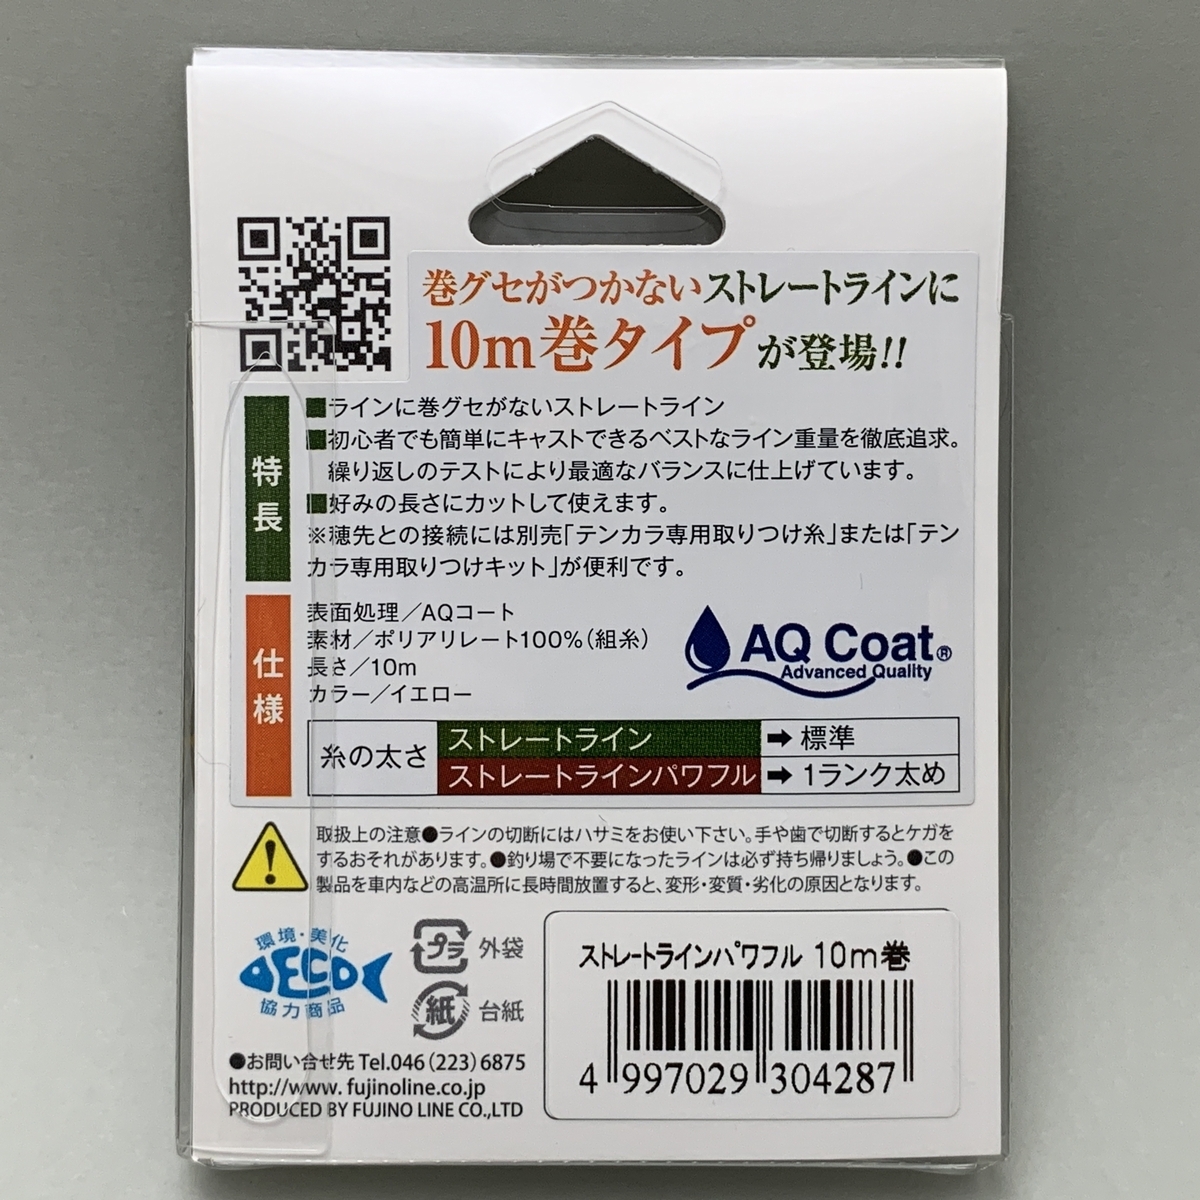 巻グセがつかないストレートラインに
10m巻タイプが登場!!
特長
■ラインに巻グセがないストレートライン
■初心者でも簡単にキャストできるベストなライン重量を徹底追求。
繰り返しのテストにより最適なバランスに仕上げています。
■好みの長さにカットして使えます。
※穂先との接続には別売「テンカラ専用取りつけ糸」または「テン
カラ専用取りつけキット」が便利です。
仕様
表面処理／AQコート
素材／ポリアリレート100%（組糸）
長さ／10m
カラー／イエロー
AQ Coat®
Advanced Quality
糸の太さ
ストレートライン ➡ 標準
ストレートラインパワフル ➡ 1ランク太め
取扱上の注意●ラインの切断にはハサミをお使い下さい。手や歯で切断するとケガを
するおそれがあります。●釣り場で不要になったラインは必ず持ち帰りましょう。●この
製品を車内などの高温所に長時間放置すると、変形・変質・劣化の原因となります。
環境・美化
ECO
協力商品
プラ 外袋
紙 台紙
ストレートラインパワフル 10m巻
4 997029 304287
●お問い合せ先 Tel.046（223）6875
http://www. fujinoline.co.jp
PRODUCED BY FUJINO LINE CO.,LTD